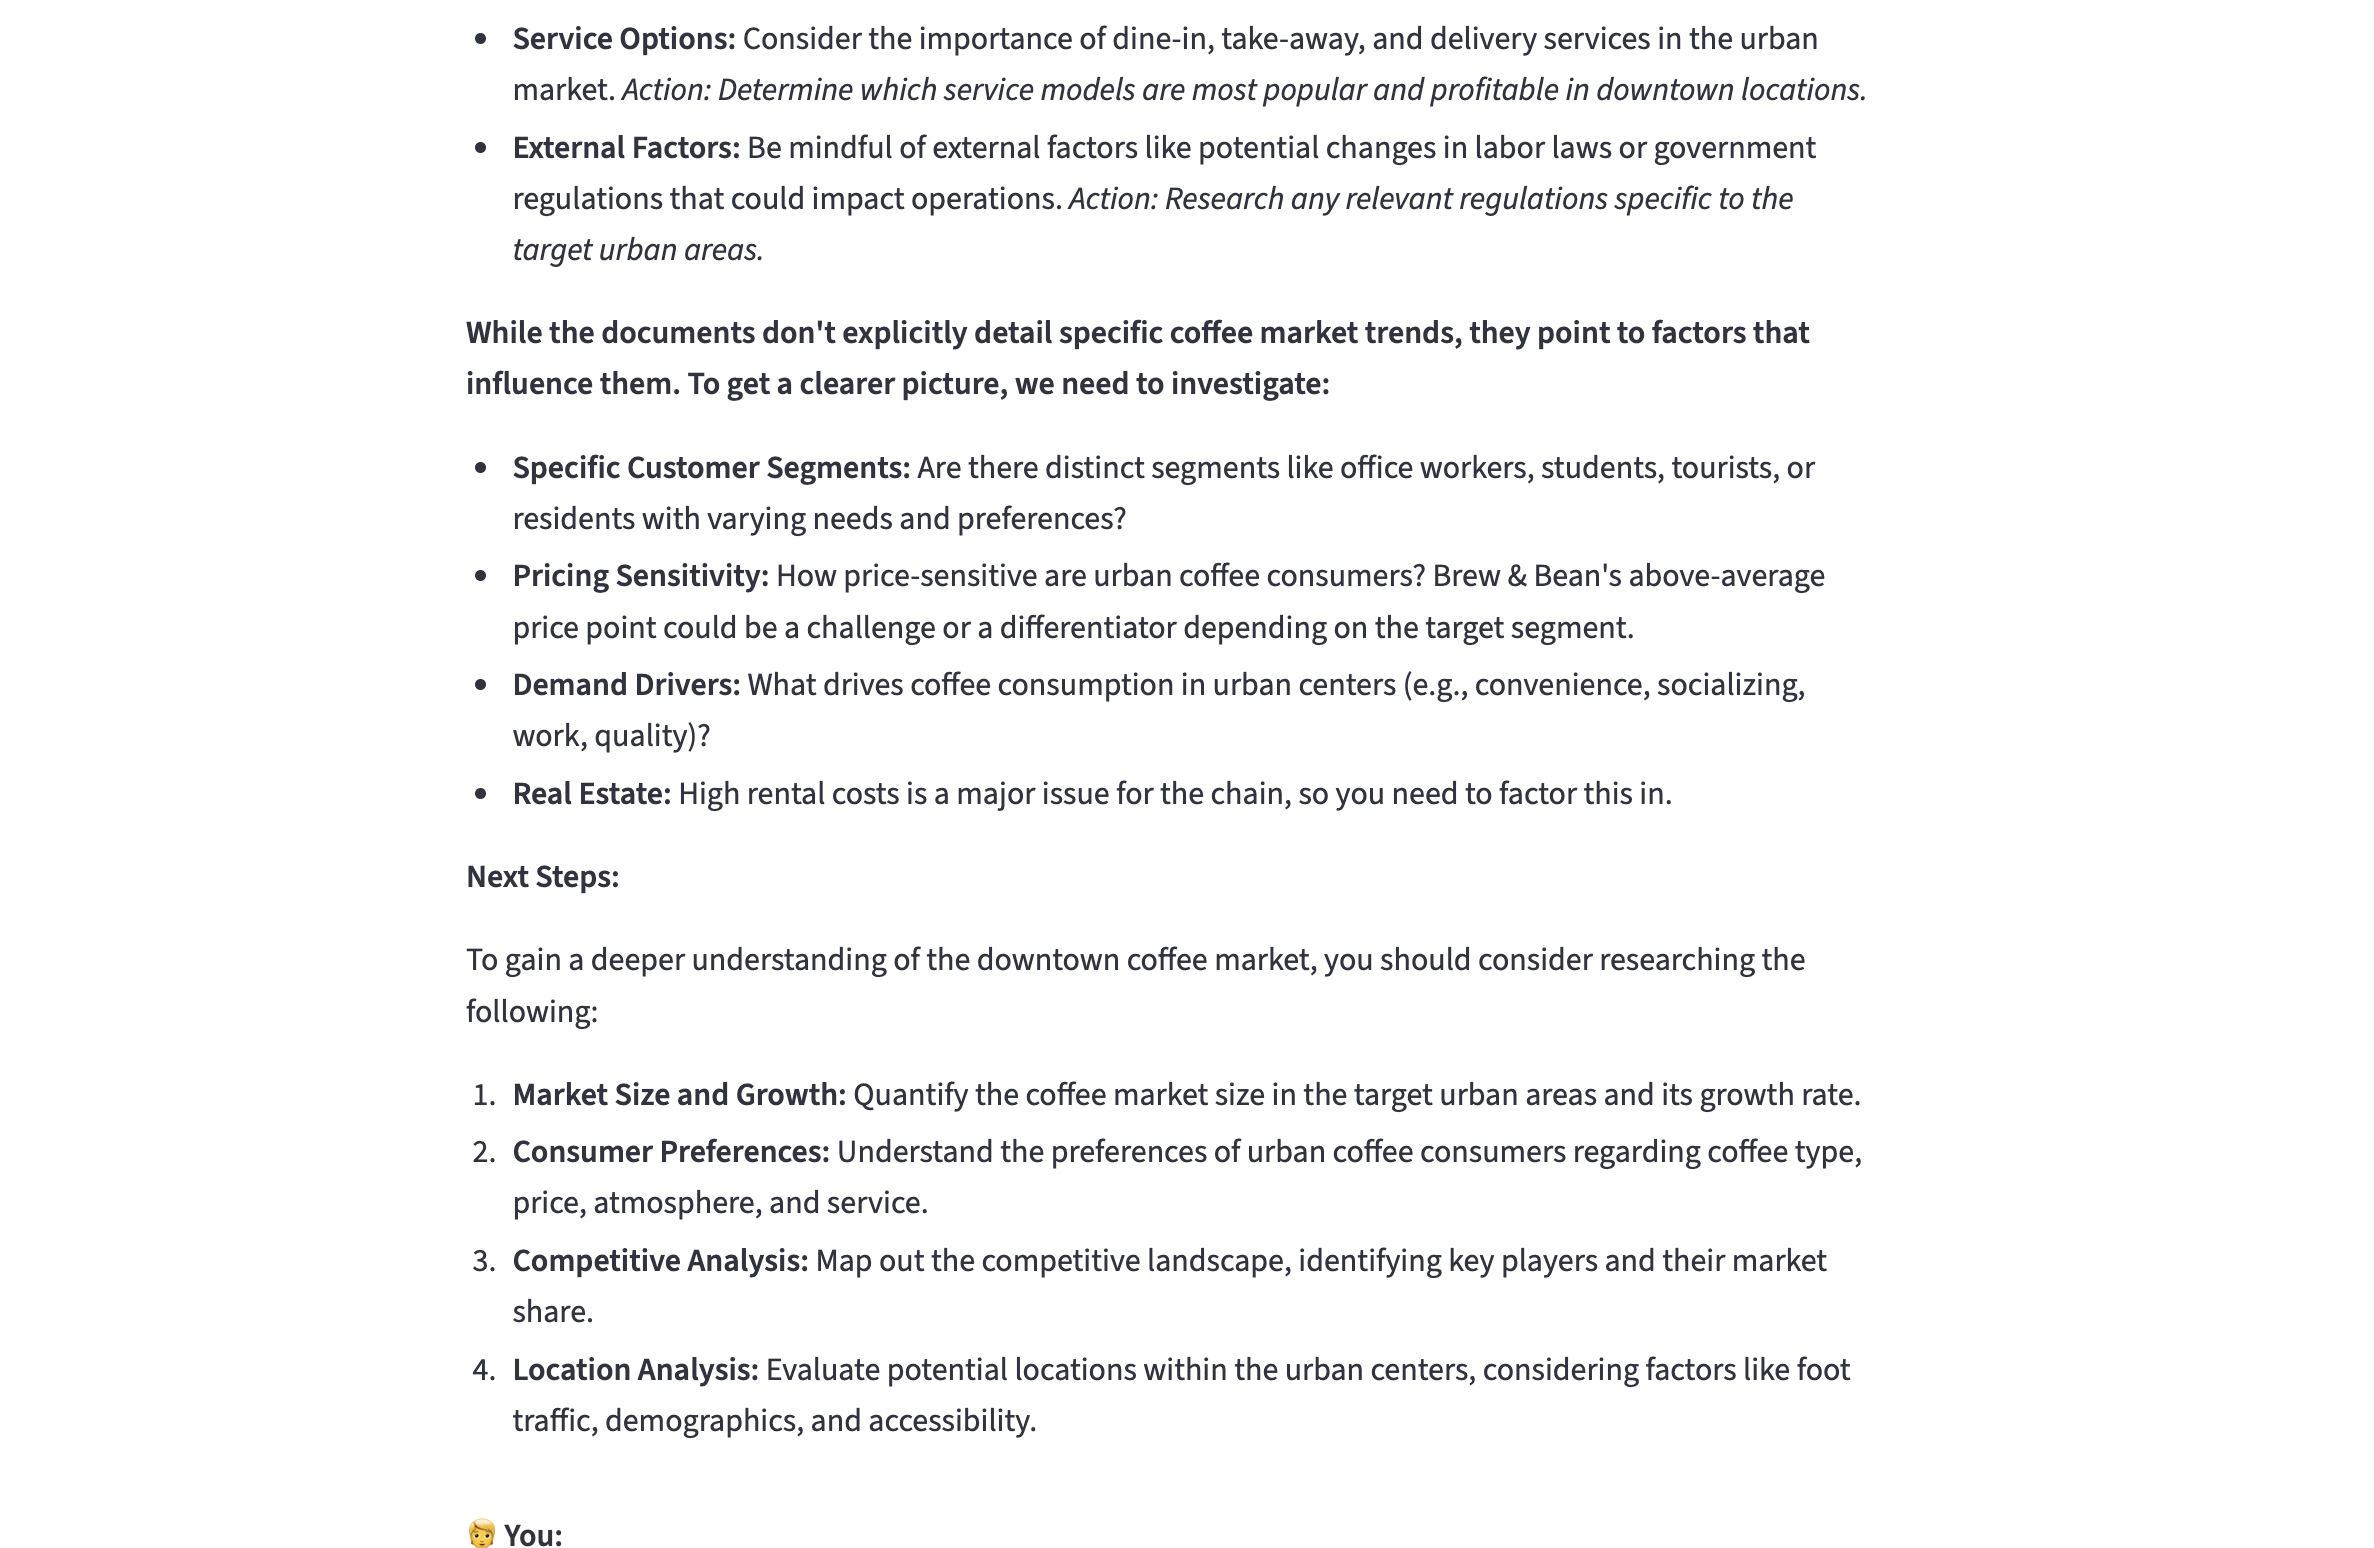 • Service Options: Consider the importance of dine-in, take-away, and delivery services in the urban
market. Action: Determine which service models are most popular and profitable in downtown locations.
• External Factors: Be mindful of external factors like potential changes in labor laws or government
regulations that could impact operations. Action: Research any relevant regulations specific to the
target urban areas.
While the documents don't explicitly detail specific coffee market trends, they point to factors that
influence them. To get a clearer picture, we need to investigate:
• Specific Customer Segments: Are there distinct segments like office workers, students, tourists, or
residents with varying needs and preferences?
• Pricing Sensitivity: How price-sensitive are urban coffee consumers? Brew & Bean's above-average
price point could be a challenge or a differentiator depending on the target segment.
• Demand Drivers: What drives coffee consumption in urban centers (e.g., convenience, socializing,
work, quality)?
• Real Estate: High rental costs is a major issue for the chain, so you need to factor this in.
Next Steps:
To gain a deeper understanding of the downtown coffee market, you should consider researching the
following:
1. Market Size and Growth: Quantify the coffee market size in the target urban areas and its growth rate.
2. Consumer Preferences: Understand the preferences of urban coffee consumers regarding coffee type,
price, atmosphere, and service.
3. Competitive Analysis: Map out the competitive landscape, identifying key players and their market
share.
4. Location Analysis: Evaluate potential locations within the urban centers, considering factors like foot
traffic, demographics, and accessibility.
You: